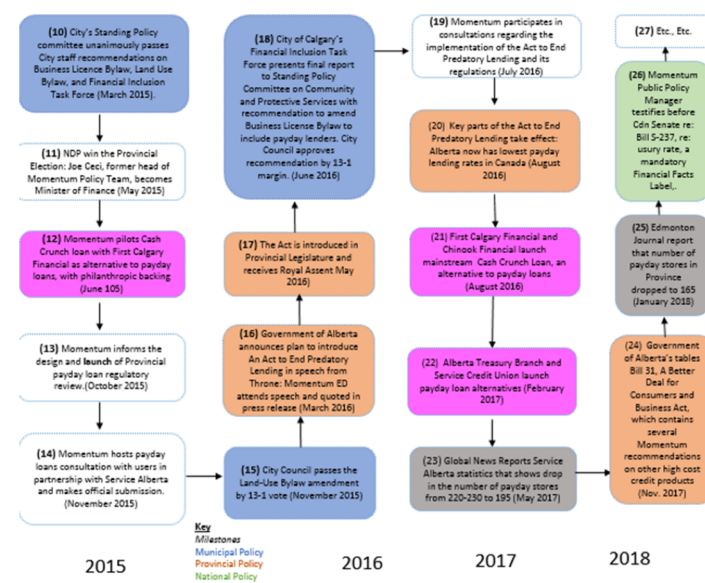 (10) City's Standing Policy
committee unanimously passes
City staff recommendations on
Business Licence Bylaw, Land Use
Bylaw, and Financial Inclusion
Task Force (March 2015).
(11) NDP win the Provincial
Election: Joe Ceci, former head of
Momentum Policy Team, becomes
Minister of Finance (May 2015)
(12) Momentum pilots Cash
Crunch loan with First Calgary
Financial as alternative to payday
loans, with philanthropic backing
(June 105)
(13) Momentum informs the
design and launch of Provincial
payday loan regulatory
review.(October 2015)
(14) Momentum hosts payday
loans consultation with users in
partnership with Service Alberta
and makes official submission.
(November 2015)
(15) City Council passes the
Land-Use Bylaw amendment
by 13-1 vote (November 2015)
(16) Government of Alberta
announces plan to introduce
An Act to End Predatory
Lending in speech from
Throne: Momentum ED
attends speech and quoted in
press release (March 2016)
(17) The Act is introduced in
Provincial Legislature and
receives Royal Assent May
2016)
(18) City of Calgary's
Financial Inclusion Task
Force presents final report
to Standing Policy
Committee on Community
and Protective Services with
recommendation to amend
Business License Bylaw to
include payday lenders. City
Council approves
recommendation by 13-1
margin. (June 2016)
(19) Momentum participates in
consultations regarding the
implementation of the Act to End
Predatory Lending and its
regulations (July 2016)
(20) Key parts of the Act to End
Predatory Lending take effect:
Alberta now has lowest payday
lending rates in Canada (August
2016)
(21) First Calgary Financial and
Chinook Financial launch
mainstream Cash Crunch Loan, an
alternative to payday loans
(August 2016)
(22) Alberta Treasury Branch and
Service Credit Union launch
payday loan alternatives (February
2017)
(23) Global News Reports Service
Alberta statistics that shows drop
in the number of payday stores
from 220-230 to 195 (May 2017)
(24) Government
of Alberta's tables
Bill 31, A Better
Deal for
Consumers and
Business Act,
which contains
several
Momentum
recommendations
on other high cost
credit products
(Nov. 2017)
(25) Edmonton
Journal report
that number of
payday stores in
Province
dropped to 165
(January 2018)
(26) Momentum
Public Policy
Manager
testifies before
Cdn Senate re:
Bill S-237, re:
usury rate, a
mandatory
Financial Facts
Label,.
(27) Etc., Etc.
Key
Milestones
Municipal Policy
Provincial Policy
National Policy
2015
2016
2017
2018